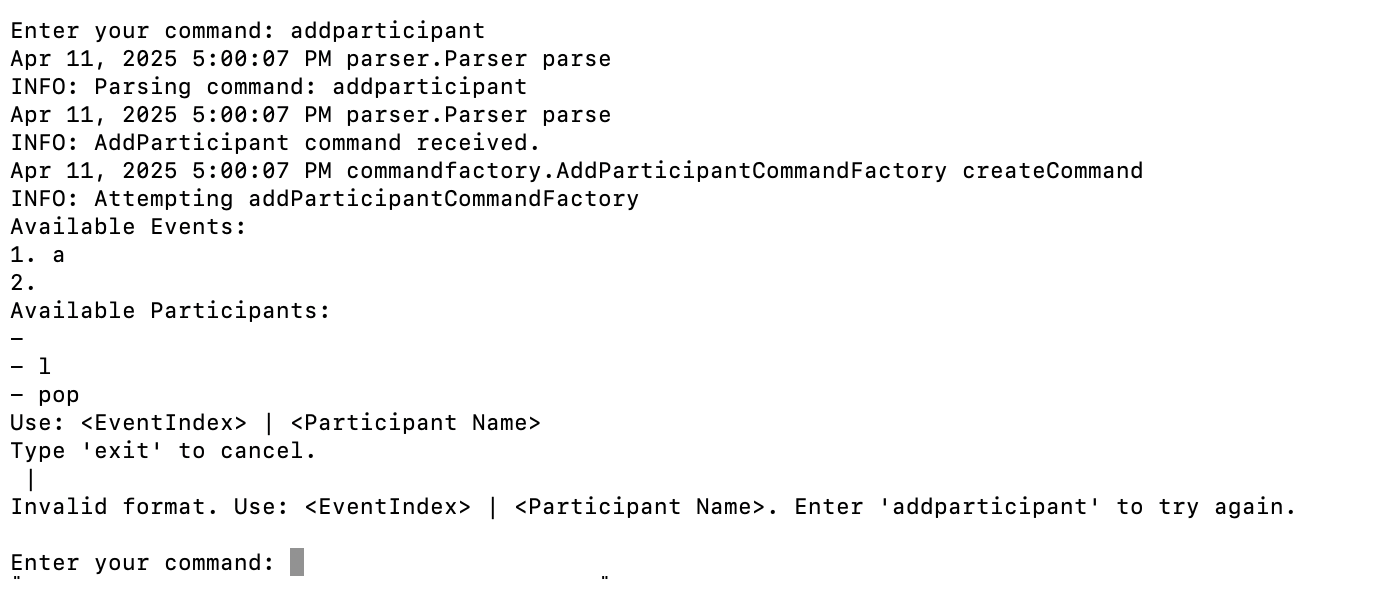 Enter your command: addparticipant
Apr 11, 2025 5:00:07 PM parser.Parser parse
INFO: Parsing command: addparticipant
Apr 11, 2025 5:00:07 PM parser.Parser parse
INFO: AddParticipant command received.
Apr 11, 2025 5:00:07 PM commandfactory.AddParticipantCommandFactory createCommand
INFO: Attempting addParticipantCommandFactory
Available Events:
1. a
2.
Available Participants:
-
- l
- pop
Use: <EventIndex> | <Participant Name>
Type 'exit' to cancel.
 |
Invalid format. Use: <EventIndex> | <Participant Name>. Enter 'addparticipant' to try again.
Enter your command: